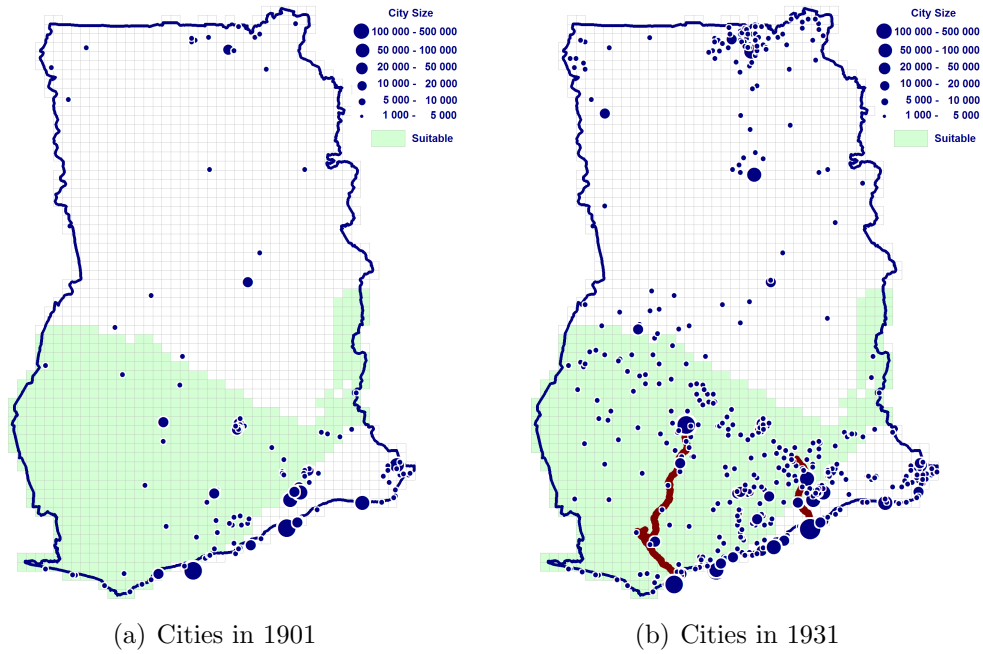 City Size
100 000 - 500 000
50 000 - 100 000
20 000 - 50 000
10 000 - 20 000
5 000 - 10 000
1 000 - 5 000
Suitable
City Size
100 000 - 500 000
50 000 - 100 000
20 000 - 50 000
10 000 - 20 000
5 000 - 10 000
1 000 - 5 000
Suitable
(a) Cities in 1901
(b) Cities in 1931